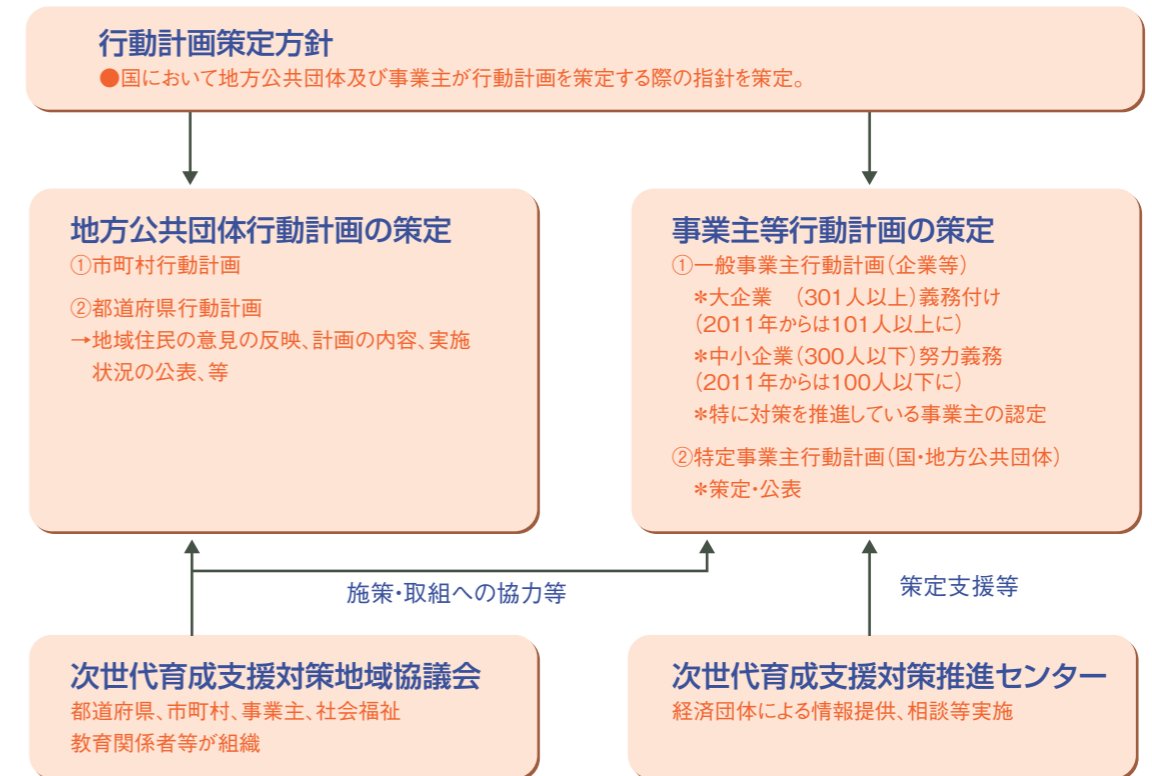 行動計画策定方針
●国において地方公共団体及び事業主が行動計画を策定する際の指針を策定。
地方公共団体行動計画の策定
①市町村行動計画
②都道府県行動計画
→地域住民の意見の反映、計画の内容、実施
状況の公表、等
事業主等行動計画の策定
①一般事業主行動計画(企業等)
＊大企業　(301人以上)義務付け
(2011年からは101人以上に)
＊中小企業(300人以下)努力義務
(2011年からは100人以下に)
＊特に対策を推進している事業主の認定
②特定事業主行動計画(国・地方公共団体)
＊策定・公表
施策・取組への協力等
策定支援等
次世代育成支援対策地域協議会
都道府県、市町村、事業主、社会福祉
教育関係者等が組織
次世代育成支援対策推進センター
経済団体による情報提供、相談等実施